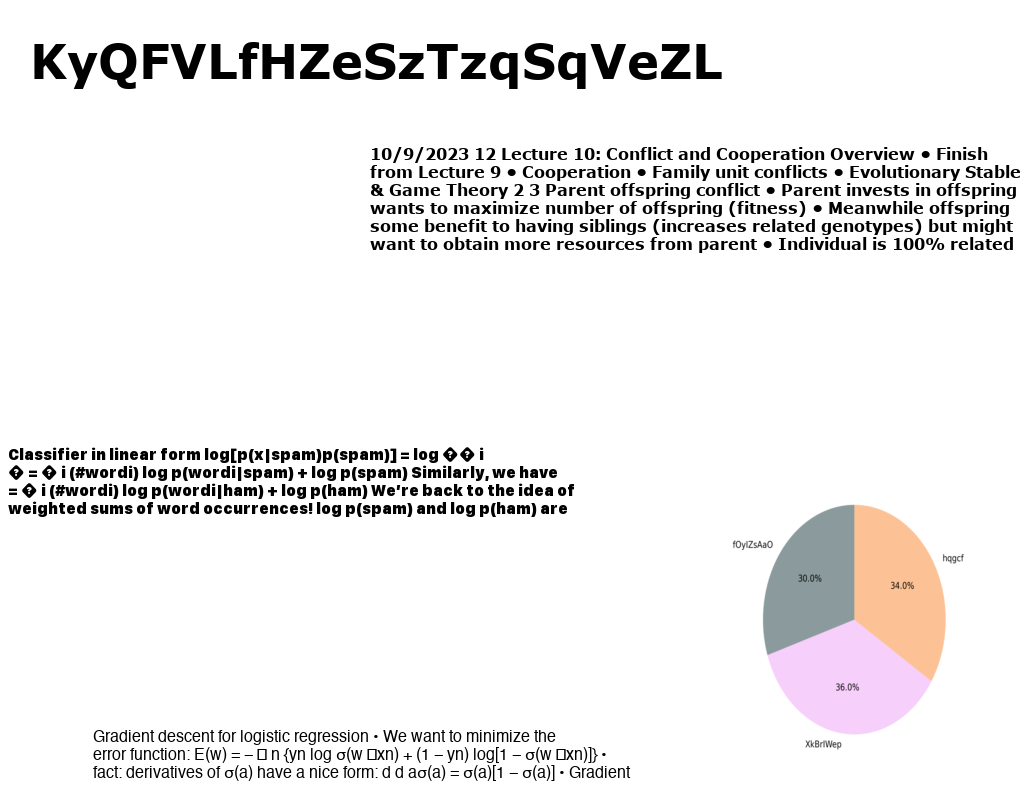 KyQFVLfHZeSzTzqSqVeZL
10/9/2023 12 Lecture 10: Conflict and Cooperation Overview • Finish
from Lecture 9 • Cooperation • Family unit conflicts • Evolutionary Stable
& Game Theory 2 3 Parent offspring conflict • Parent invests in offspring
wants to maximize number of offspring (fitness) • Meanwhile offspring
some benefit to having siblings (increases related genotypes) but might
want to obtain more resources from parent • Individual is 100% related
Classifier in linear form log[p(x|spam)p(spam)] = log �� i
� = � i (#wordi) log p(wordi|spam) + log p(spam) Similarly, we have
= � i (#wordi) log p(wordi|ham) + log p(ham) We’re back to the idea of
weighted sums of word occurrences! log p(spam) and log p(ham) are
fOyIZsAaO
hqgcf
30.0%
34.0%
36.0%
XkBrIWep
Gradient descent for logistic regression • We want to minimize the
error function: E(w) = – □ n {yn log σ(w □xn) + (1 – yn) log[1 – σ(w □xn)]} •
fact: derivatives of σ(a) have a nice form: d d aσ(a) = σ(a)[1 – σ(a)] • Gradient